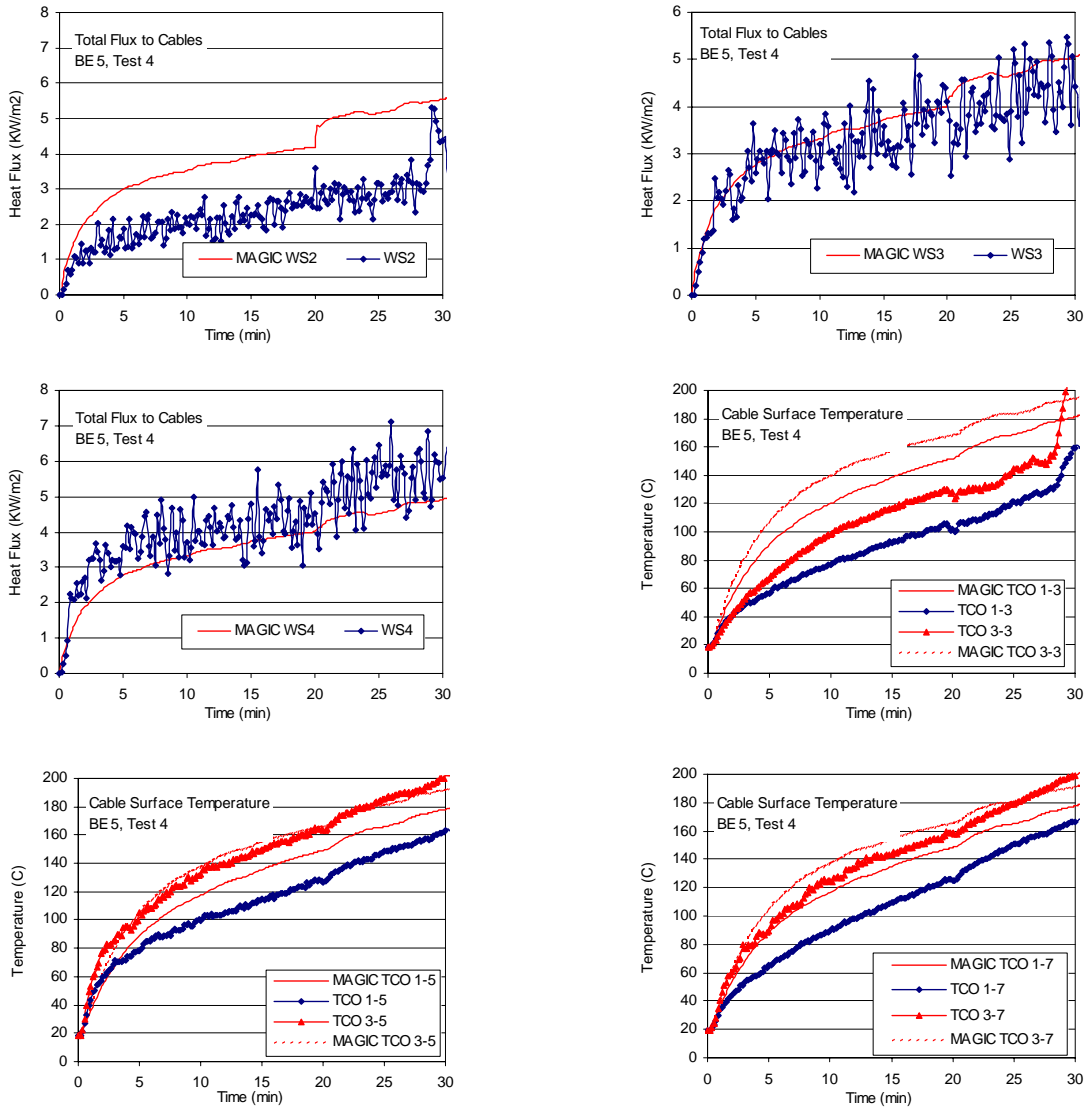 Total Flux to Cables
BE 5, Test 4
Heat Flux (KW/m2)
8
7
6
5
4
3
2
1
0
MAGIC WS2 WS2
0 5 10 15 20 25 30
Time (min)
Total Flux to Cables
BE 5, Test 4
Heat Flux (KW/m2)
6
5
4
3
2
1
0
MAGIC WS3 WS3
0 5 10 15 20 25 30
Time (min)
Total Flux to Cables
BE 5, Test 4
Heat Flux (KW/m2)
8
7
6
5
4
3
2
1
0
MAGIC WS4 WS4
0 5 10 15 20 25 30
Time (min)
Cable Surface Temperature
BE 5, Test 4
Temperature (C)
200
180
160
140
120
100
80
60
40
20
0
MAGIC TCO 1-3
TCO 1-3
TCO 3-3
MAGIC TCO 3-3
0 5 10 15 20 25 30
Time (min)
Cable Surface Temperature
BE 5, Test 4
Temperature (C)
200
180
160
140
120
100
80
60
40
20
0
MAGIC TCO 1-5
TCO 1-5
TCO 3-5
MAGIC TCO 3-5
0 5 10 15 20 25 30
Time (min)
Cable Surface Temperature
BE 5, Test 4
Temperature (C)
200
180
160
140
120
100
80
60
40
20
0
MAGIC TCO 1-7
TCO 1-7
TCO 3-7
MAGIC TCO 3-7
0 5 10 15 20 25 30
Time (min)